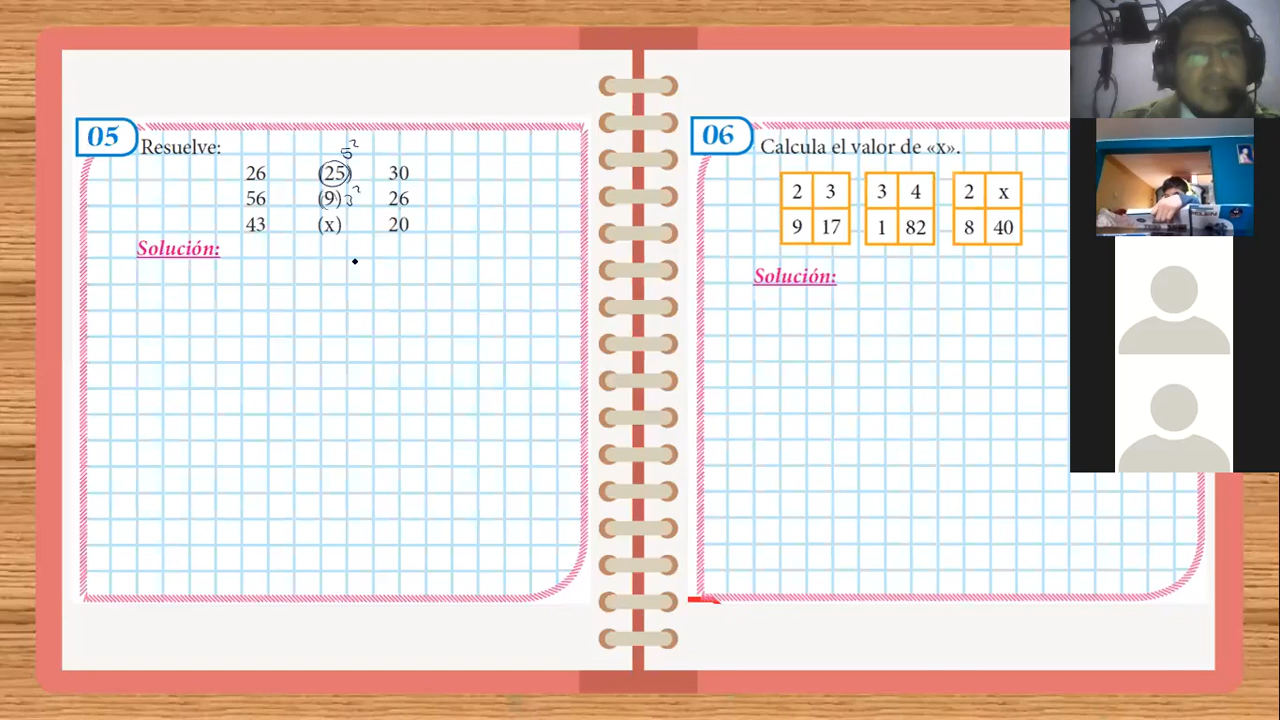 05
Resuelve:
5²
26 (25) 30
56 (9) 3² 26
43 (x) 20
Solución:
06
Calcula el valor de «x».
2 3 3 4 2 x
9 17 1 82 8 40
Solución: